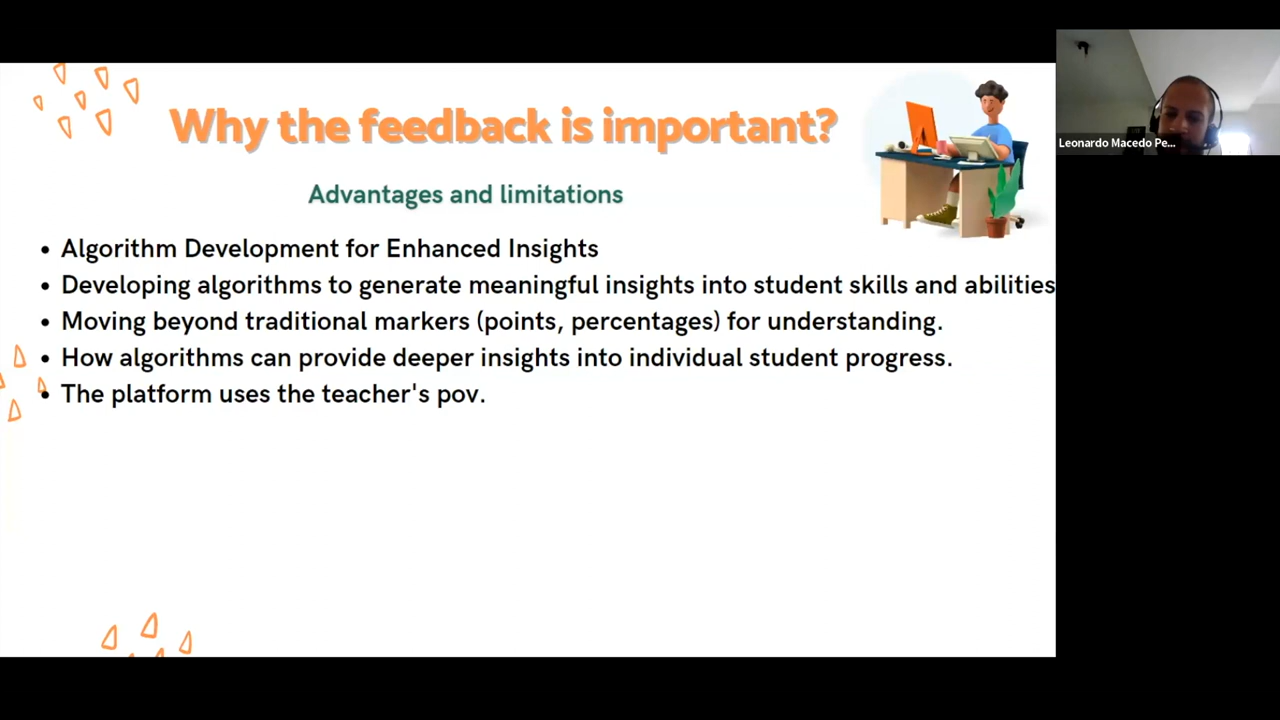 Why the feedback is important?
Advantages and limitations
• Algorithm Development for Enhanced Insights
• Developing algorithms to generate meaningful insights into student skills and abilities
• Moving beyond traditional markers (points, percentages) for understanding.
• How algorithms can provide deeper insights into individual student progress.
• The platform uses the teacher's pov.
Leonardo Macedo Pe...